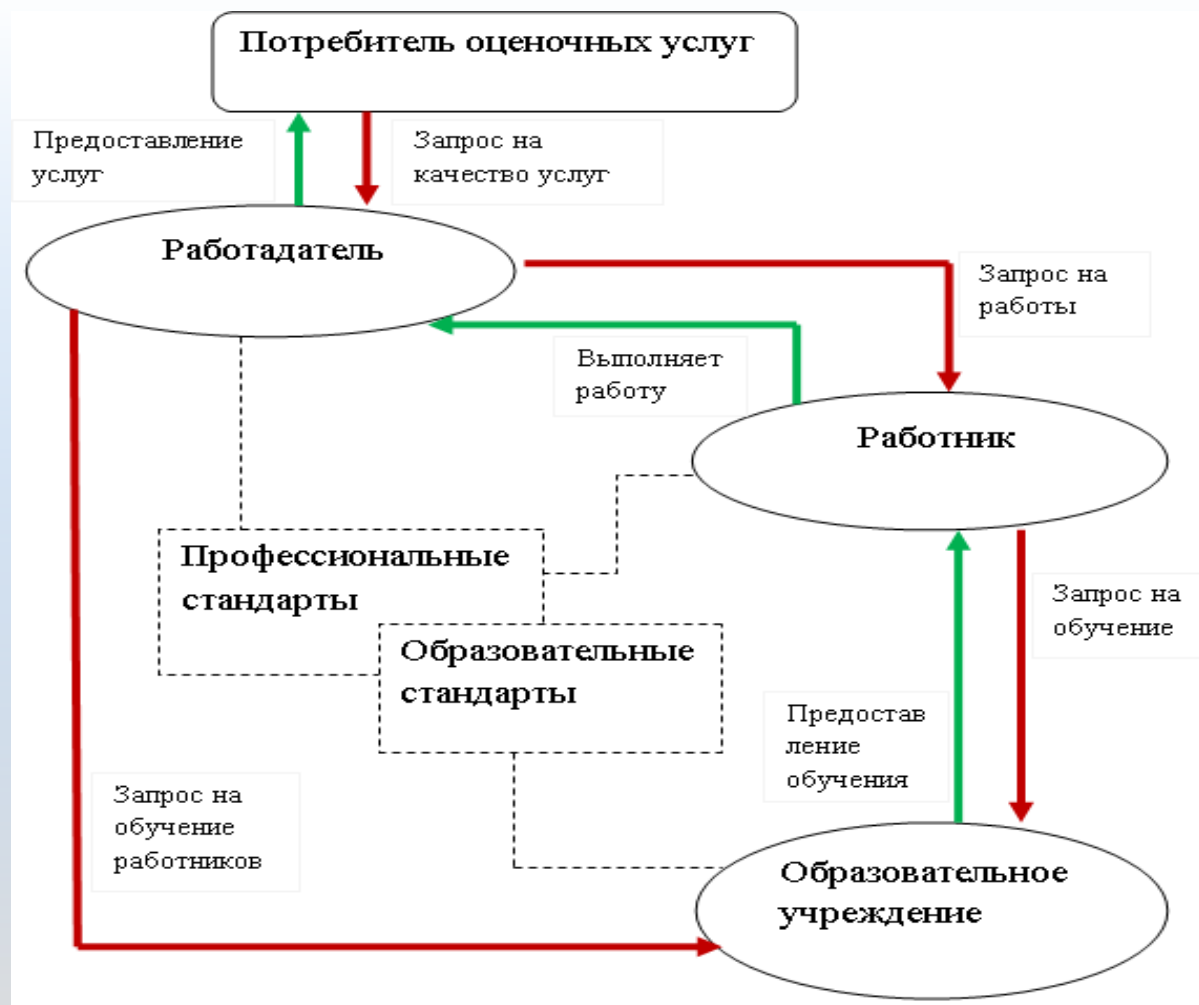 Потребитель оценочных услуг
Предоставление
услуг
Запрос на
качество услуг
Работадатель
Запрос на
работы
Выполняет
работу
Работник
Профессиональные
стандарты
Образовательные
стандарты
Запрос на
обучение
Предостав
ление
обучения
Запрос на
обучение
работников
Образовательное
учреждение